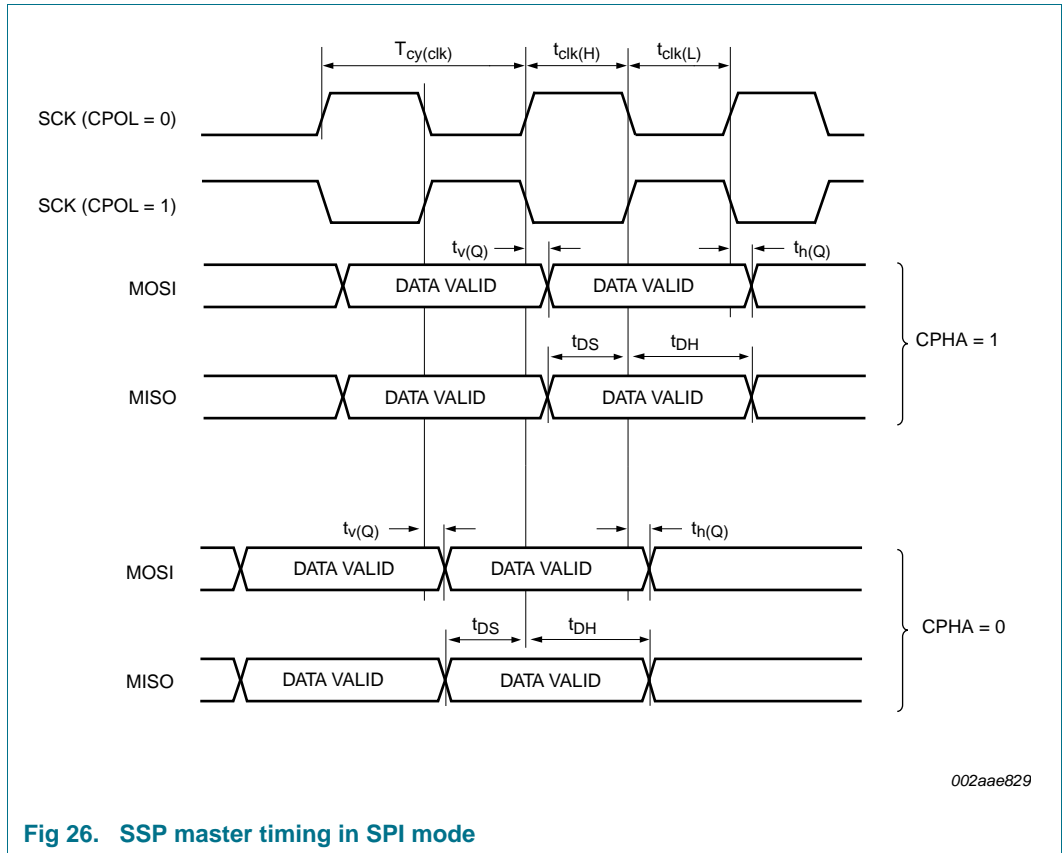 Tcy(clk) tclk(H) tclk(L)
SCK (CPOL = 0)
SCK (CPOL = 1)
tv(Q) th(Q)
MOSI DATA VALID DATA VALID
tDS tDH
MISO DATA VALID DATA VALID
CPHA = 1
tv(Q) th(Q)
MOSI DATA VALID DATA VALID
tDS tDH
MISO DATA VALID DATA VALID
CPHA = 0
002aae829
Fig 26. SSP master timing in SPI mode